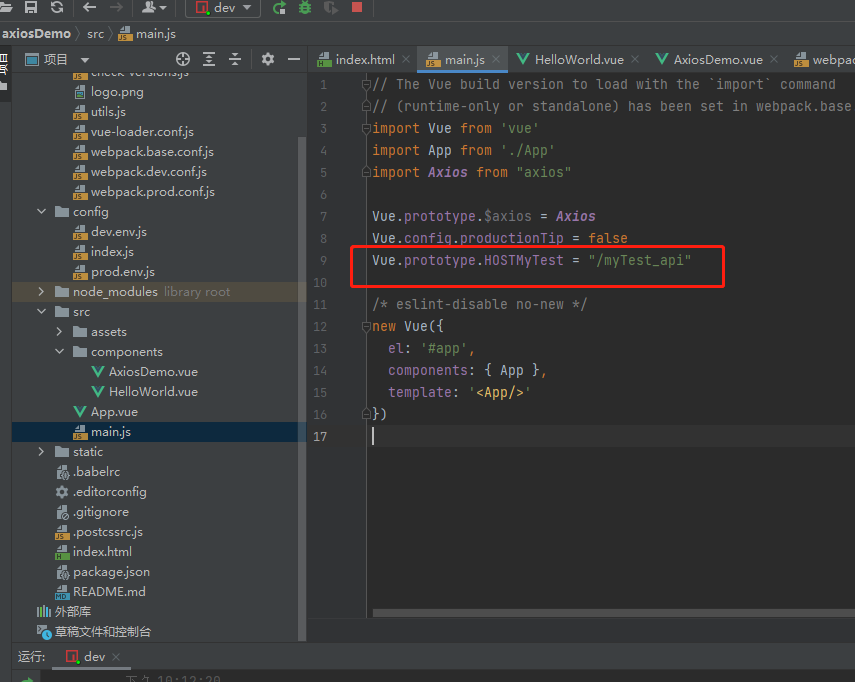 dev
axiosDemo src main.js
项目
index.html main.js HelloWorld.vue AxiosDemo.vue webpac
check-versions.js
logo.png
utils.js
vue-loader.conf.js
webpack.base.conf.js
webpack.dev.conf.js
webpack.prod.conf.js
config
dev.env.js
index.js
prod.env.js
node_modules library root
src
assets
components
AxiosDemo.vue
HelloWorld.vue
App.vue
main.js
static
.babelrc
.editorconfig
.gitignore
.postcssrc.js
index.html
package.json
README.md
外部库
草稿文件和控制台
1 // The Vue build version to load with the `import` command
2 // (runtime-only or standalone) has been set in webpack.base
3 import Vue from 'vue'
4 import App from './App'
5 import Axios from "axios"
6
7 Vue.prototype.$axios = Axios
8 Vue.config.productionTip = false
9 Vue.prototype.HOSTMyTest = "/myTest_api"
10
11 /* eslint-disable no-new */
12 new Vue({
13 el: '#app',
14 components: { App },
15 template: '<App/>'
16 })
17
运行: dev
下午 10:12:20